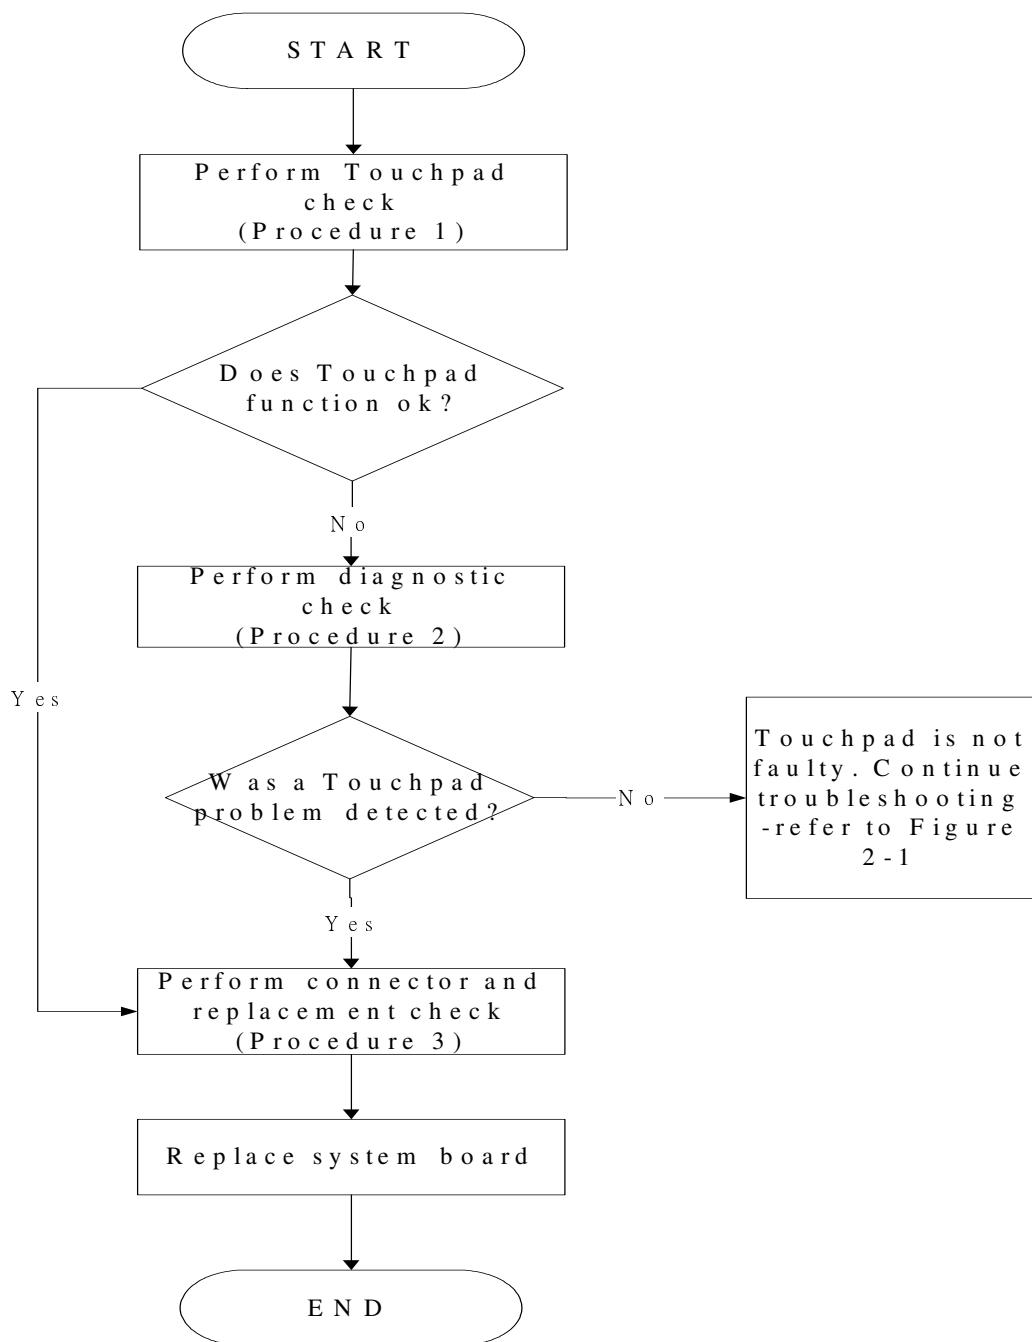 START
Perform Touchpad
check
(Procedure 1)
Does Touchpad
function ok?
No
Perform diagnostic
check
(Procedure 2)
Yes
Was a Touchpad
problem detected?
No
Touchpad is not
faulty. Continue
troubleshooting
-refer to Figure
2-1
Yes
Perform connector and
replacement check
(Procedure 3)
Replace system board
END